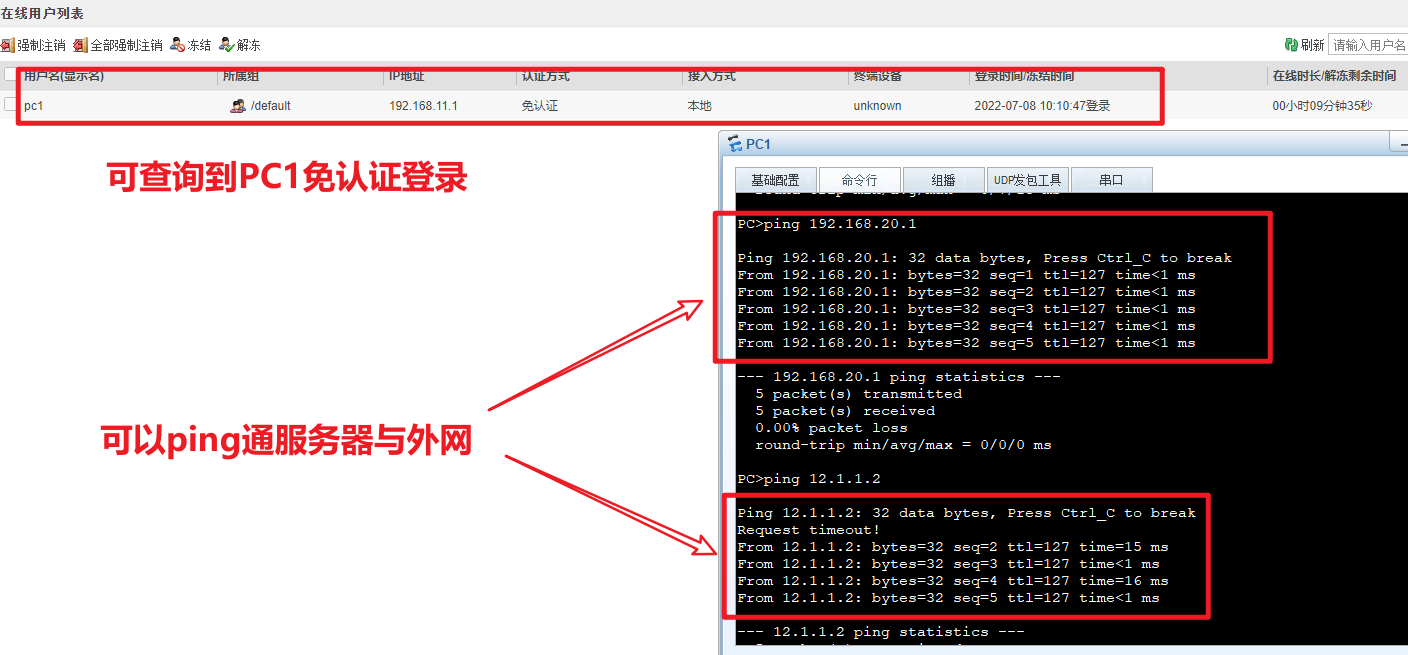 在线用户列表
强制注销 全部强制注销 冻结 解冻 刷新 请输入用户名
用户名(显示名) 所属组 IP地址 认证方式 接入方式 终端设备 登录时间/冻结时间 在线时长/解冻剩余时间
pc1 /default 192.168.11.1 免认证 本地 unknown 2022-07-08 10:10:47登录 00小时09分钟35秒
可查询到PC1免认证登录
PC1
基础配置 命令行 组播 UDP发包工具 串口
PC>ping 192.168.20.1
Ping 192.168.20.1: 32 data bytes, Press Ctrl_C to break
From 192.168.20.1: bytes=32 seq=1 ttl=127 time<1 ms
From 192.168.20.1: bytes=32 seq=2 ttl=127 time<1 ms
From 192.168.20.1: bytes=32 seq=3 ttl=127 time<1 ms
From 192.168.20.1: bytes=32 seq=4 ttl=127 time<1 ms
From 192.168.20.1: bytes=32 seq=5 ttl=127 time<1 ms
--- 192.168.20.1 ping statistics ---
5 packet(s) transmitted
5 packet(s) received
0.00% packet loss
round-trip min/avg/max = 0/0/0 ms
可以ping通服务器与外网
PC>ping 12.1.1.2
Ping 12.1.1.2: 32 data bytes, Press Ctrl_C to break
Request timeout!
From 12.1.1.2: bytes=32 seq=2 ttl=127 time=15 ms
From 12.1.1.2: bytes=32 seq=3 ttl=127 time<1 ms
From 12.1.1.2: bytes=32 seq=4 ttl=127 time=16 ms
From 12.1.1.2: bytes=32 seq=5 ttl=127 time<1 ms
--- 12.1.1.2 ping statistics ---